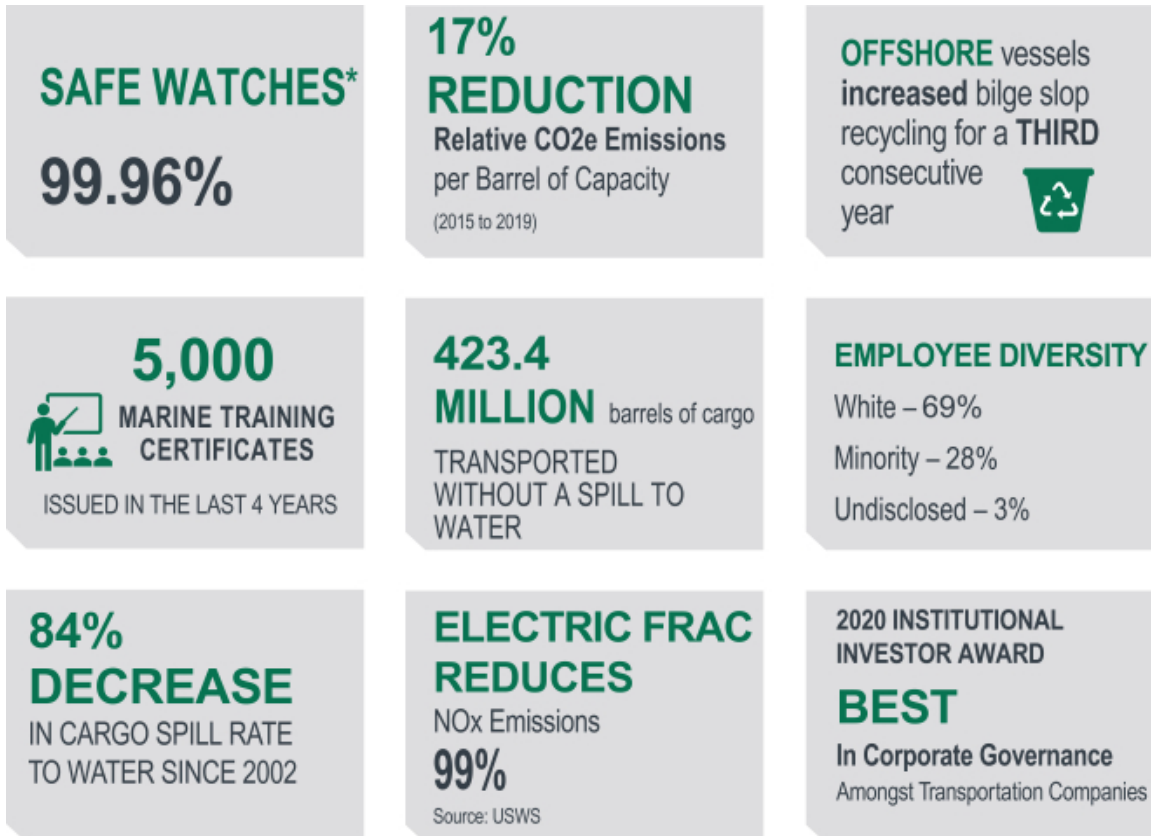 SAFE WATCHES*
99.96%
17%
REDUCTION
Relative CO2e Emissions
per Barrel of Capacity
(2015 to 2019)
OFFSHORE vessels
increased bilge slop
recycling for a THIRD
consecutive
year
5,000
MARINE TRAINING
CERTIFICATES
ISSUED IN THE LAST 4 YEARS
423.4
MILLION barrels of cargo
TRANSPORTED
WITHOUT A SPILL TO
WATER
EMPLOYEE DIVERSITY
White – 69%
Minority – 28%
Undisclosed – 3%
84%
DECREASE
IN CARGO SPILL RATE
TO WATER SINCE 2002
ELECTRIC FRAC
REDUCES
NOx Emissions
99%
Source: USWS
2020 INSTITUTIONAL
INVESTOR AWARD
BEST
In Corporate Governance
Amongst Transportation Companies